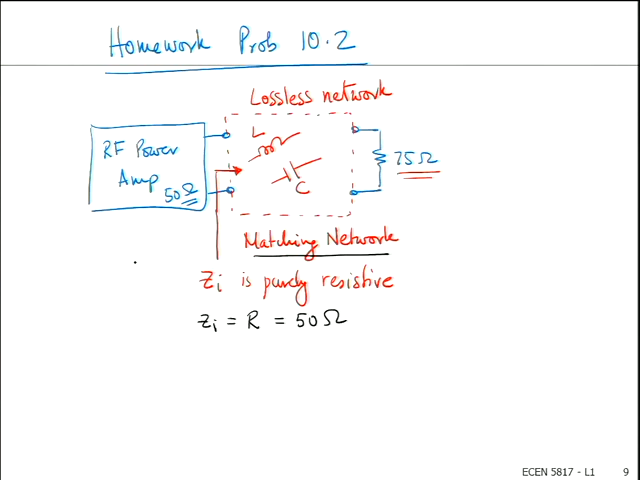 Homework Prob 10.2
Lossless network
RF Power
Amp
50Ω
L
C
25Ω
Matching Network
Zi is purely resistive
Zi = R = 50Ω
ECEN 5817 - L1 9